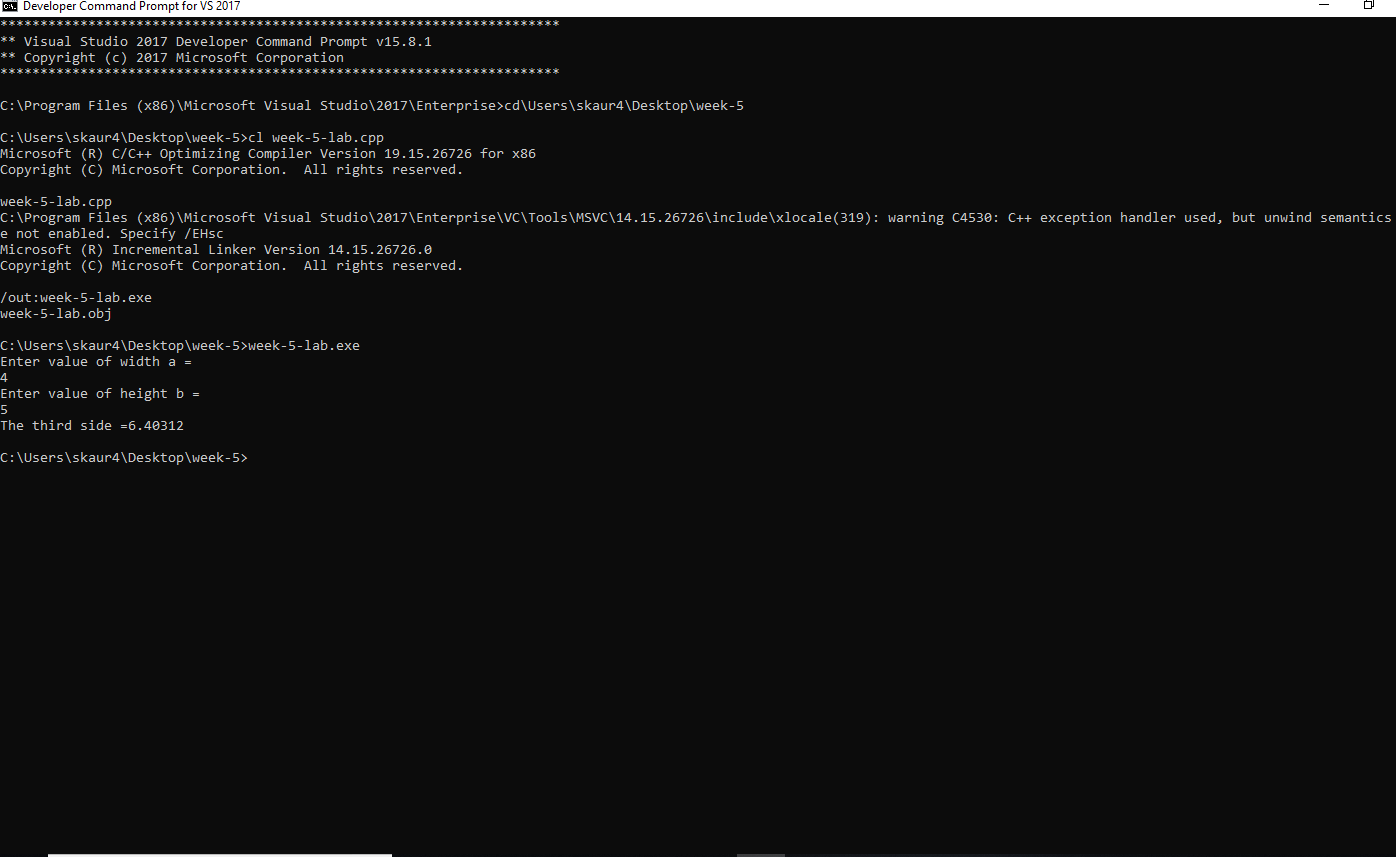 Developer Command Prompt for VS 2017
**********************************************************************
** Visual Studio 2017 Developer Command Prompt v15.8.1
** Copyright (c) 2017 Microsoft Corporation
**********************************************************************
C:\Program Files (x86)\Microsoft Visual Studio\2017\Enterprise>cd\Users\skaur4\Desktop\week-5
C:\Users\skaur4\Desktop\week-5>cl week-5-lab.cpp
Microsoft (R) C/C++ Optimizing Compiler Version 19.15.26726 for x86
Copyright (C) Microsoft Corporation.  All rights reserved.
week-5-lab.cpp
C:\Program Files (x86)\Microsoft Visual Studio\2017\Enterprise\VC\Tools\MSVC\14.15.26726\include\xlocale(319): warning C4530: C++ exception handler used, but unwind semantics
e not enabled. Specify /EHsc
Microsoft (R) Incremental Linker Version 14.15.26726.0
Copyright (C) Microsoft Corporation.  All rights reserved.
/out:week-5-lab.exe
week-5-lab.obj
C:\Users\skaur4\Desktop\week-5>week-5-lab.exe
Enter value of width a =
4
Enter value of height b =
5
The third side =6.40312
C:\Users\skaur4\Desktop\week-5>